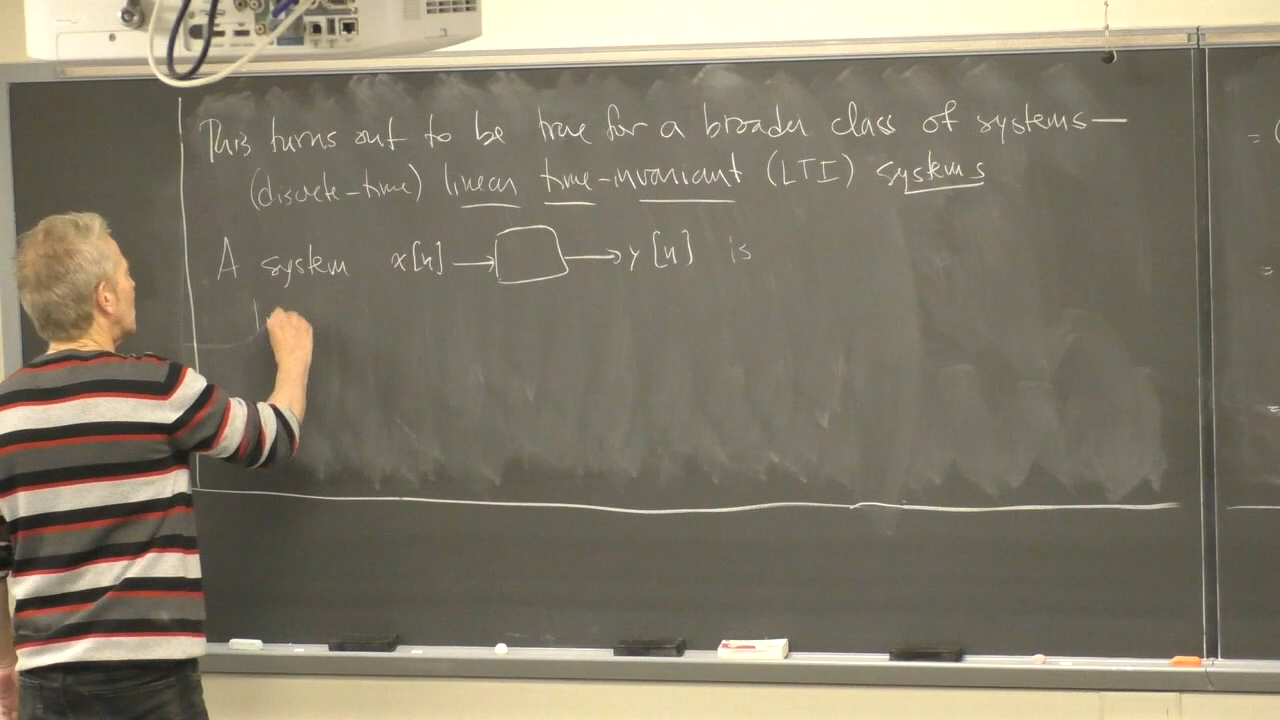 This turns out to be true for a broader class of systems—
(discrete-time) linear time-invariant (LTI) systems
A system x[n] → → y[n] is